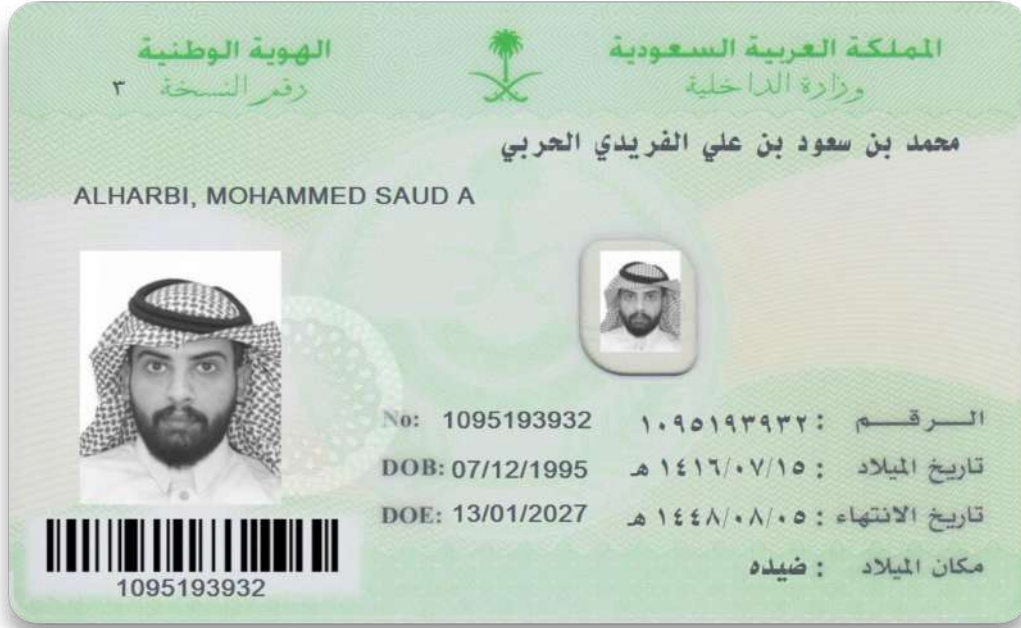 المملكة العربية السعودية
وزارة الداخلية
الهوية الوطنية
رقم النسخة ٣
محمد بن سعود بن علي الفريدي الحربي
ALHARBI, MOHAMMED SAUD A
الـــرقـــم : ١٠٩٥١٩٣٩٣٢
No: 1095193932
تاريخ الميلاد : ١٤١٦/٠٧/١٥ هـ
DOB: 07/12/1995
تاريخ الانتهاء : ١٤٤٨/٠٨/٠٥ هـ
DOE: 13/01/2027
مكان الميلاد : ضيده
1095193932